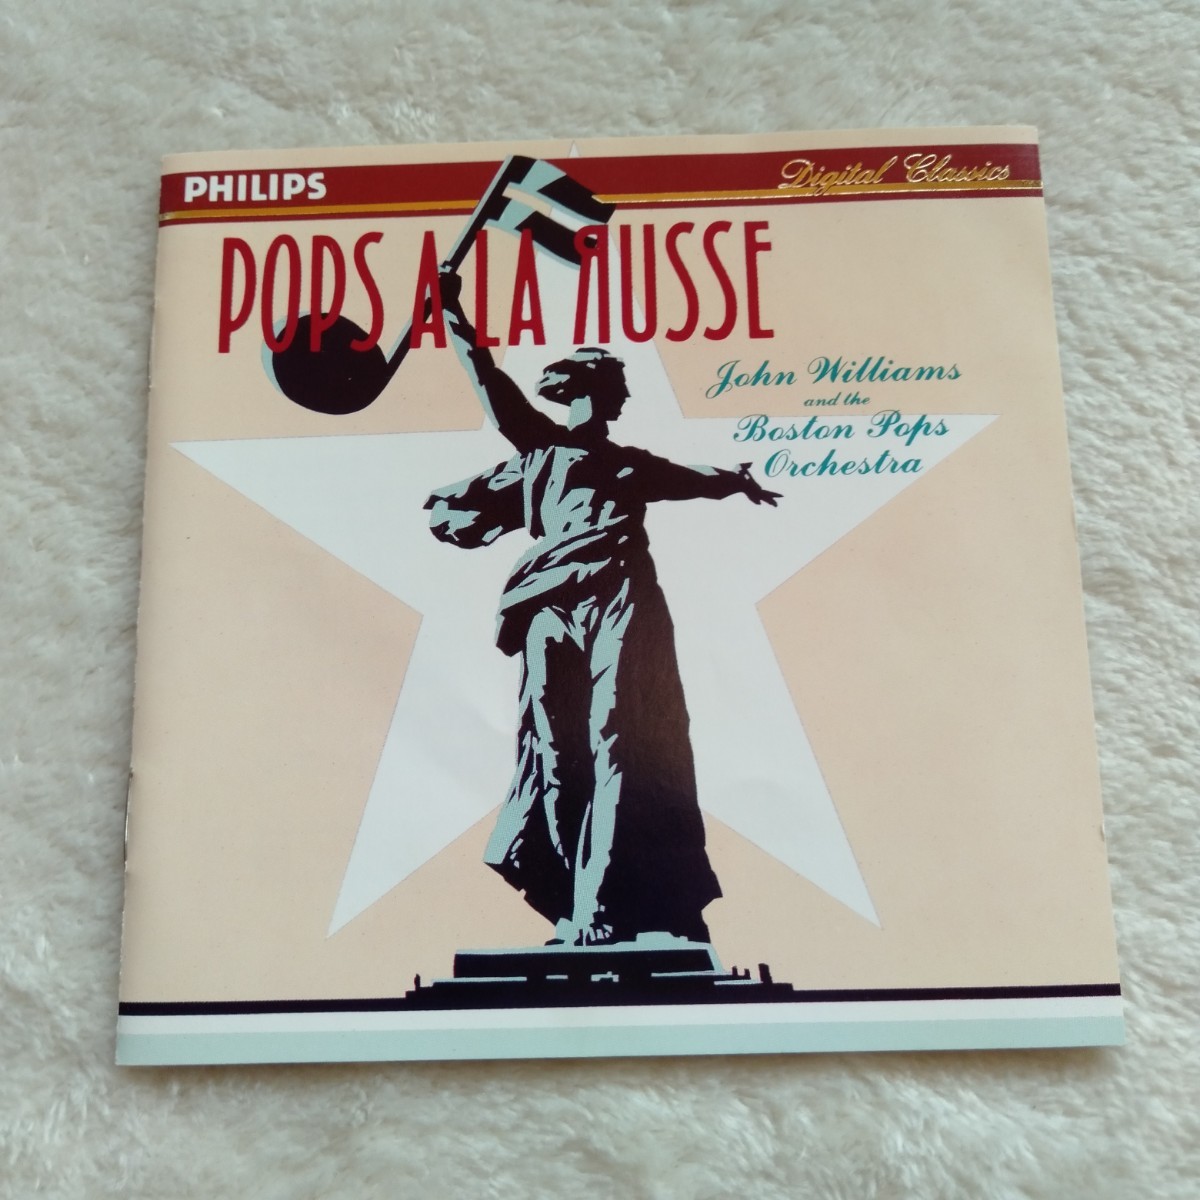 PHILIPS
Digital Classics
POPS A LA ЯUSSE
John Williams
and the
Boston Pops
Orchestra